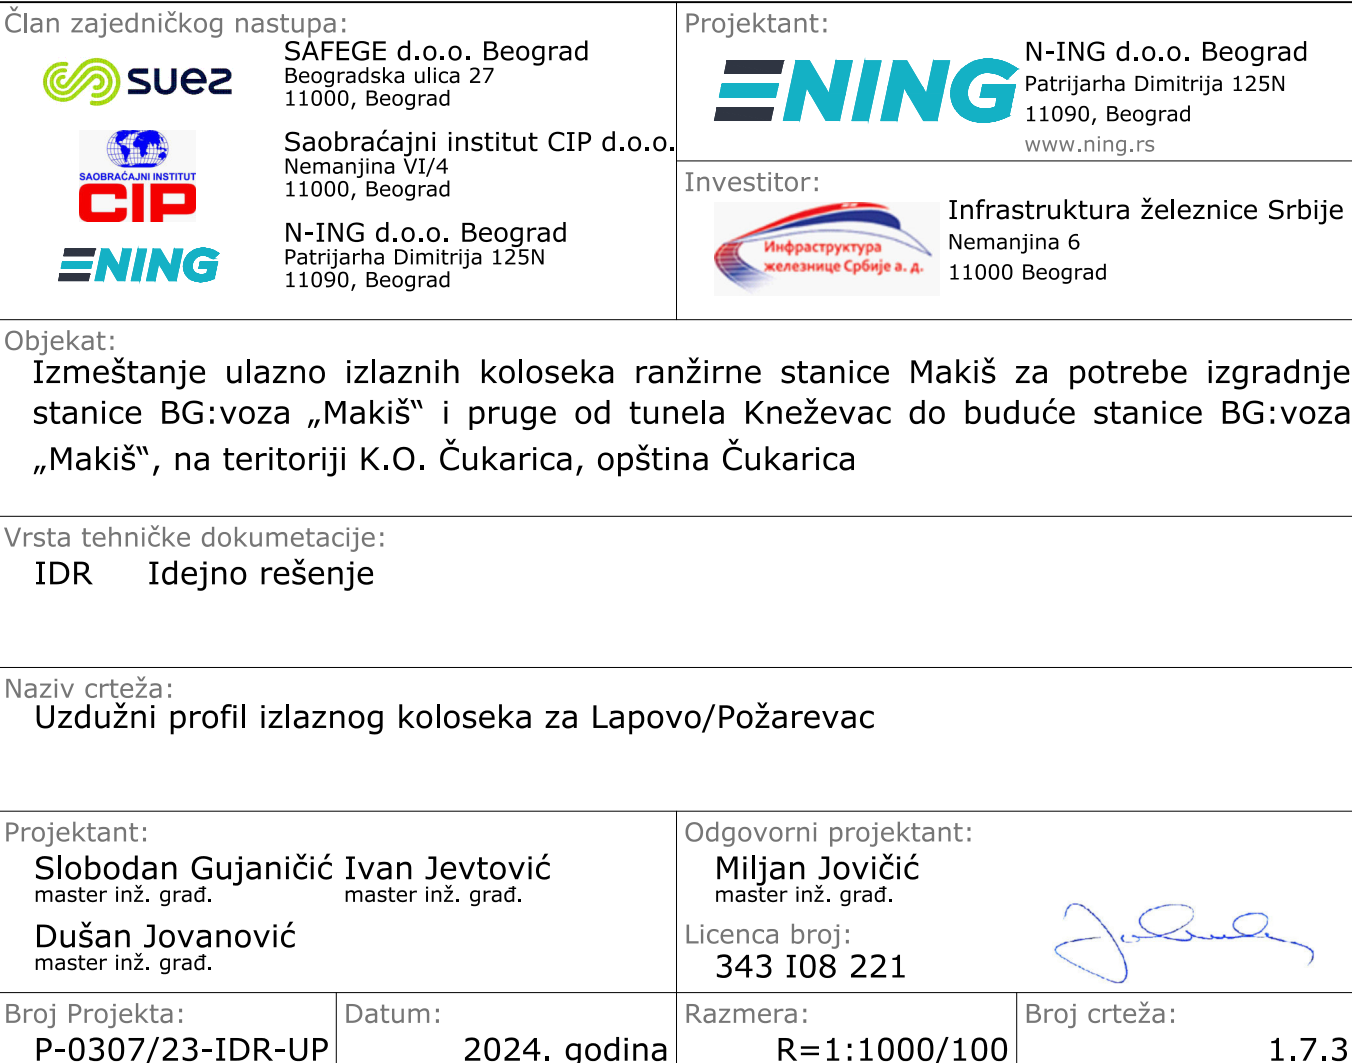 Član zajedničkog nastupa:
suez
SAFEGE d.o.o. Beograd
Beogradska ulica 27
11000, Beograd
SAOBRAĆAJNI INSTITUT
CIP
Saobraćajni institut CIP d.o.o.
Nemanjina VI/4
11000, Beograd
ENING
N-ING d.o.o. Beograd
Patrijarha Dimitrija 125N
11090, Beograd
Projektant:
ENING
N-ING d.o.o. Beograd
Patrijarha Dimitrija 125N
11090, Beograd
www.ning.rs
Investitor:
Инфраструктура
железнице Србије а. д.
Infrastruktura železnice Srbije
Nemanjina 6
11000 Beograd
Objekat:
Izmeštanje ulazno izlaznih koloseka ranžirne stanice Makiš za potrebe izgradnje
stanice BG:voza „Makiš“ i pruge od tunela Kneževac do buduće stanice BG:voza
„Makiš“, na teritoriji K.O. Čukarica, opština Čukarica
Vrsta tehničke dokumetacije:
IDR Idejno rešenje
Naziv crteža:
Uzdužni profil izlaznog koloseka za Lapovo/Požarevac
Projektant:
Slobodan Gujaničić Ivan Jevtović
master inž. građ. master inž. građ.
Dušan Jovanović
master inž. građ.
Odgovorni projektant:
Miljan Jovičić
master inž. građ.
Licenca broj:
343 I08 221
Broj Projekta:
P-0307/23-IDR-UP
Datum:
2024. godina
Razmera:
R=1:1000/100
Broj crteža:
1.7.3